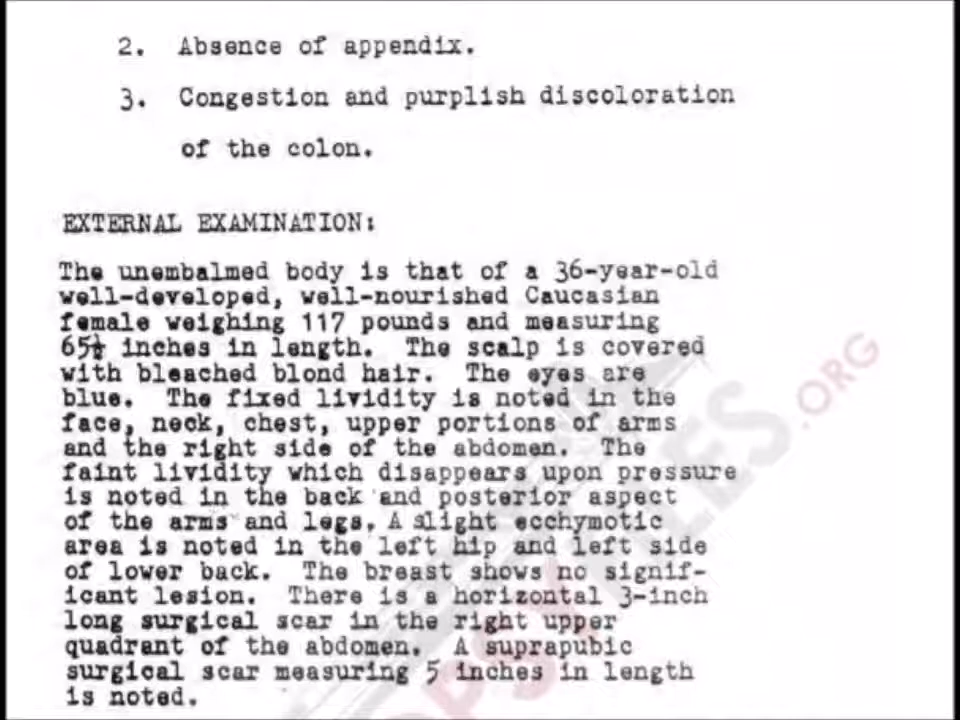 2. Absence of appendix.
3. Congestion and purplish discoloration
of the colon.
EXTERNAL EXAMINATION:
The unembalmed body is that of a 36-year-old
well-developed, well-nourished Caucasian
female weighing 117 pounds and measuring
65½ inches in length. The scalp is covered
with bleached blond hair. The eyes are
blue. The fixed lividity is noted in the
face, neck, chest, upper portions of arms
and the right side of the abdomen. The
faint lividity which disappears upon pressure
is noted in the back and posterior aspect
of the arms and legs. A slight ecchymotic
area is noted in the left hip and left side
of lower back. The breast shows no signif-
icant lesion. There is a horizontal 3-inch
long surgical scar in the right upper
quadrant of the abdomen. A suprapubic
surgical scar measuring 5 inches in length
is noted.
.ORG